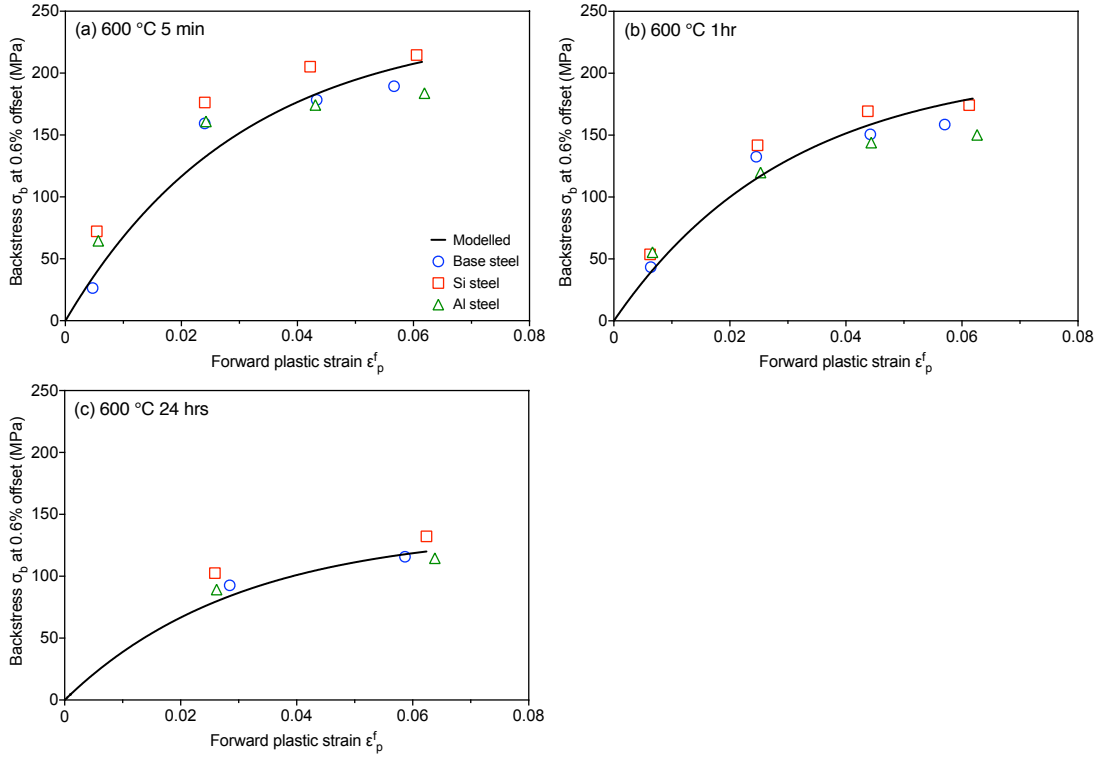 (a) 600 °C 5 min
Backstress σb at 0.6% offset (MPa)
250
200
150
100
50
0
0
0.02
0.04
0.06
0.08
Forward plastic strain εfp
Modelled
Base steel
Si steel
Al steel
(b) 600 °C 1hr
Backstress σb at 0.6% offset (MPa)
250
200
150
100
50
0
0
0.02
0.04
0.06
0.08
Forward plastic strain εfp
(c) 600 °C 24 hrs
Backstress σb at 0.6% offset (MPa)
250
200
150
100
50
0
0
0.02
0.04
0.06
0.08
Forward plastic strain εfp